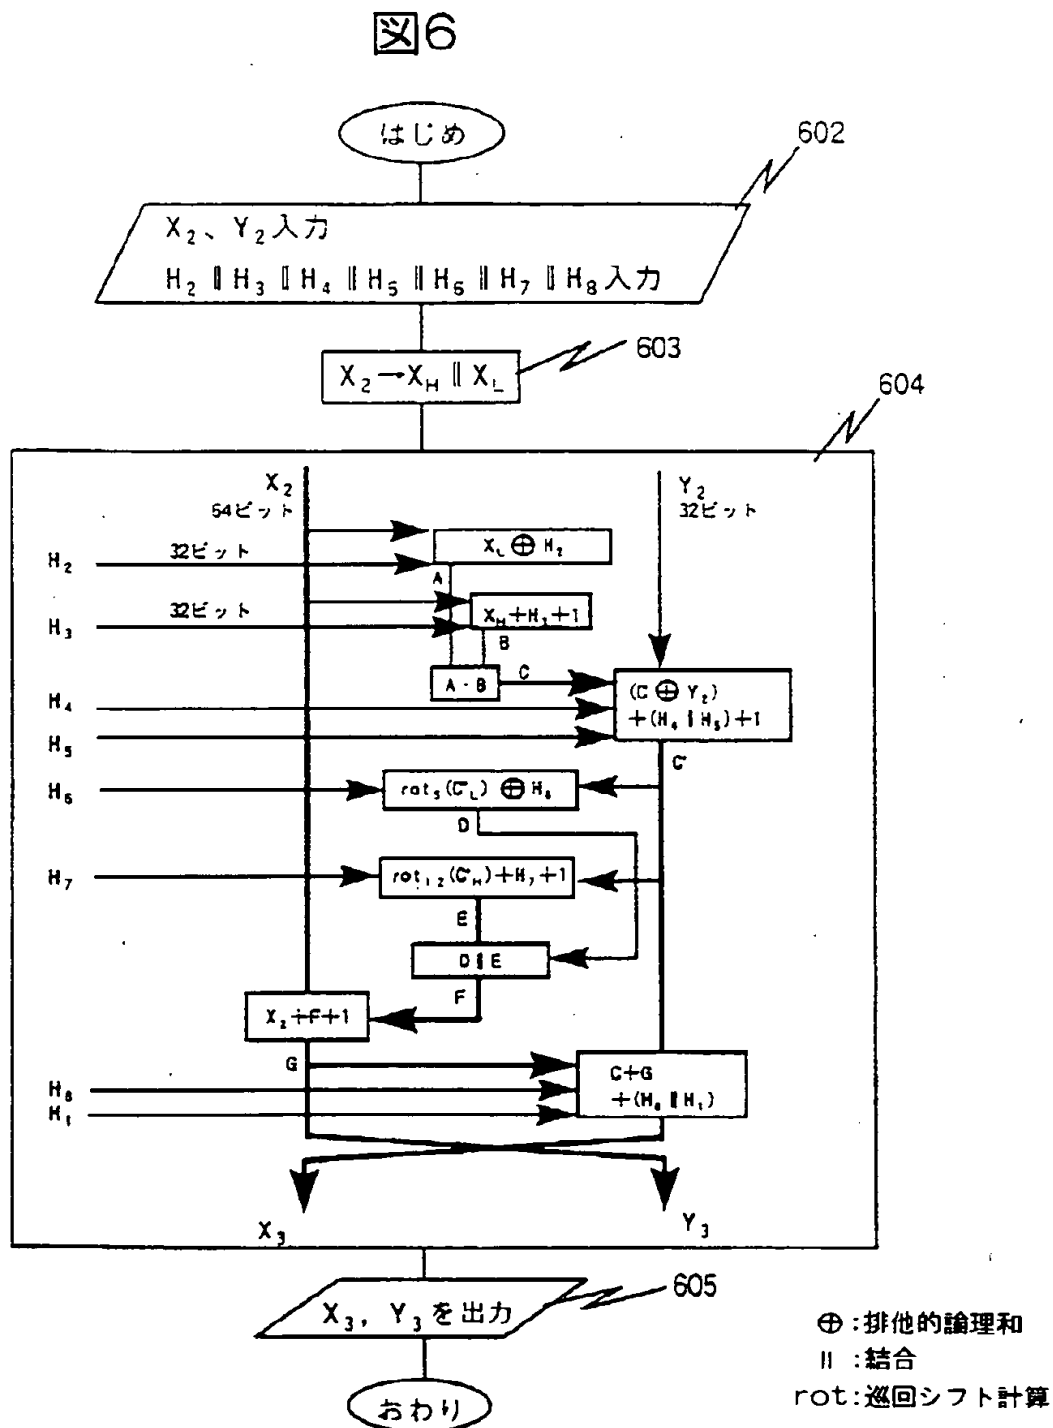 図6
はじめ
602
X₂、Y₂入力
H₂ ‖ H₃ ‖ H₄ ‖ H₅ ‖ H₆ ‖ H₇ ‖ H₈入力
603
X₂→X_H ‖ X_L
604
X₂
64ビット
Y₂
32ビット
H₂
32ビット
X_L ⊕ H₂
A
H₃
32ビット
X_H+H₃+1
B
A・B
C
H₄
H₅
(C ⊕ Y₂)
+(H₄ ‖ H₅)+1
C'
H₆
rot₅(C'_L) ⊕ H₆
D
H₇
rot₁₂(C'_H)+H₇+1
E
D ‖ E
F
X₂+F+1
G
H₈
H₁
C+G
+(H₈ ‖ H₁)
X₃
Y₃
605
X₃, Y₃を出力
おわり
⊕:排他的論理和
‖ :結合
rot:巡回シフト計算